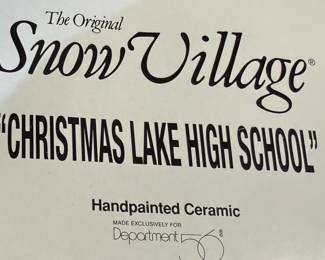 The Original
Snow Village®
"CHRISTMAS LAKE HIGH SCHOOL"
Handpainted Ceramic
MADE EXCLUSIVELY FOR
Department 56®